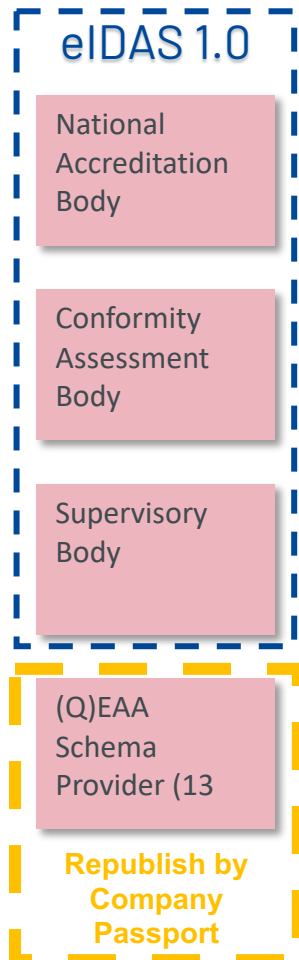 eIDAS 1.0
National
Accreditation
Body
Conformity
Assessment
Body
Supervisory
Body
(Q)EAA
Schema
Provider (13
Republish by
Company
Passport